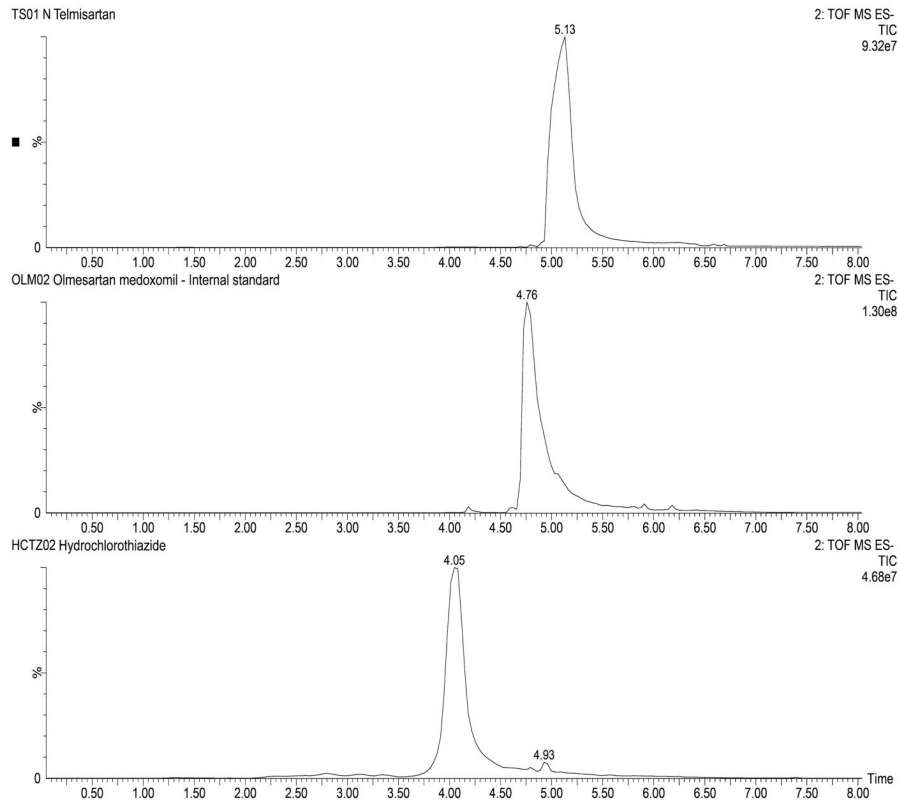 TS01 N Telmisartan 2: TOF MS ES-
TIC
9.32e7
5.13
%
0
0.50 1.00 1.50 2.00 2.50 3.00 3.50 4.00 4.50 5.00 5.50 6.00 6.50 7.00 7.50 8.00
OLM02 Olmesartan medoxomil - Internal standard 2: TOF MS ES-
TIC
1.30e8
4.76
%
0
0.50 1.00 1.50 2.00 2.50 3.00 3.50 4.00 4.50 5.00 5.50 6.00 6.50 7.00 7.50 8.00
HCTZ02 Hydrochlorothiazide 2: TOF MS ES-
TIC
4.68e7
4.05
%
4.93
0 Time
0.50 1.00 1.50 2.00 2.50 3.00 3.50 4.00 4.50 5.00 5.50 6.00 6.50 7.00 7.50 8.00